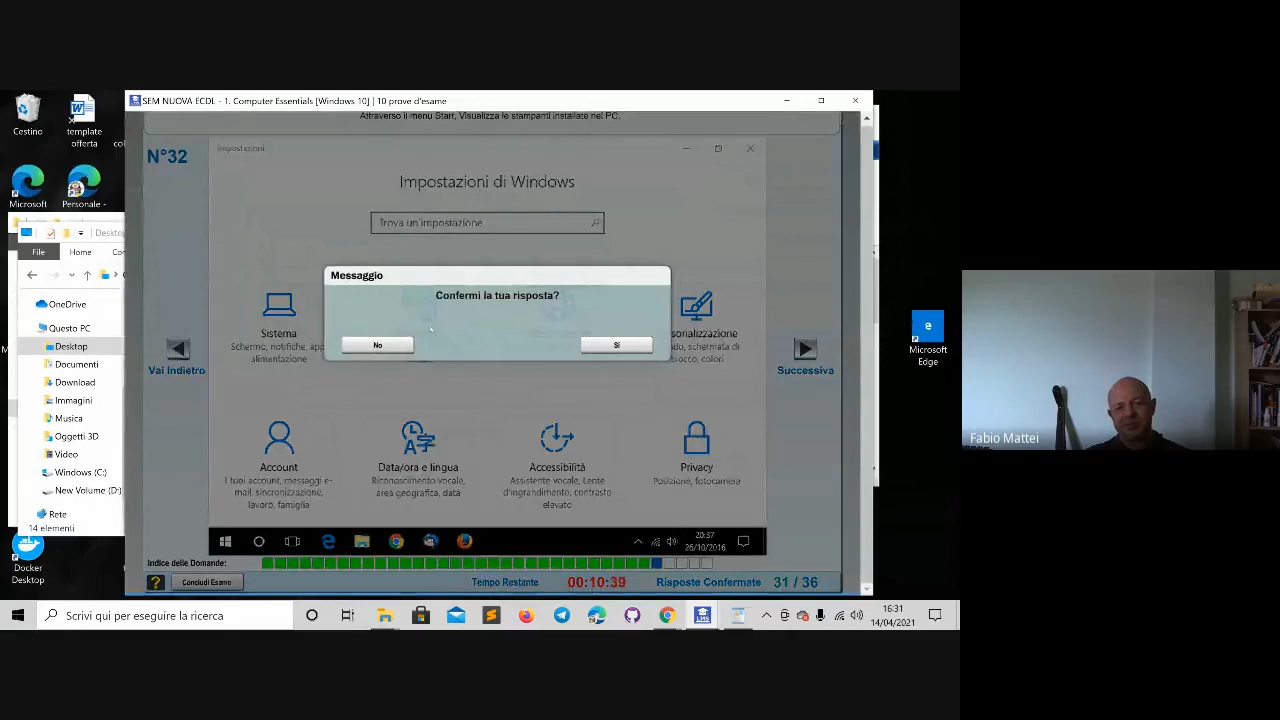 SEM NUOVA ECDL - 1. Computer Essentials [Windows 10] | 10 prove d'esame
Attraverso il menu Start, Visualizza le stampanti installate nel PC.
Cestino
template
offerta
N°32
Impostazioni
Impostazioni di Windows
Trova un'impostazione
Microsoft
Personale -
Desktop
File
Home
OneDrive
Questo PC
Desktop
Documenti
Download
Immagini
Musica
Oggetti 3D
Video
Windows (C:)
New Volume (D:)
Rete
14 elementi
Docker
Desktop
Messaggio
Confermi la tua risposta?
No
Si
Sistema
Schermo, notifiche, app
alimentazione
sonalizzazione
do, schermata di
blocco, colori
Vai Indietro
Successiva
Account
I tuoi account, messaggi e-
mail, sincronizzazione,
lavoro, famiglia
Data/ora e lingua
Riconoscimento vocale,
area geografica, data
Accessibilità
Assistente vocale, Lente
d'ingrandimento, contrasto
elevato
Privacy
Posizione, fotocamera
20:37
26/10/2016
Indice delle Domande:
?
Concludi Esame
Tempo Restante
00:10:39
Risposte Confermate
31 / 36
Microsoft
Edge
Fabio Mattei
Scrivi qui per eseguire la ricerca
LMS
16:31
14/04/2021